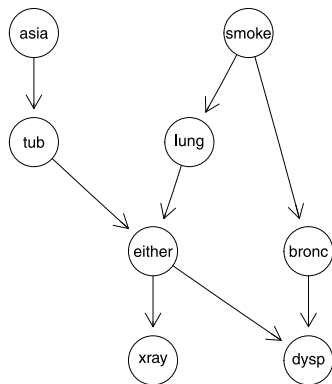 asia
smoke
tub
lung
either
bronc
xray
dysp